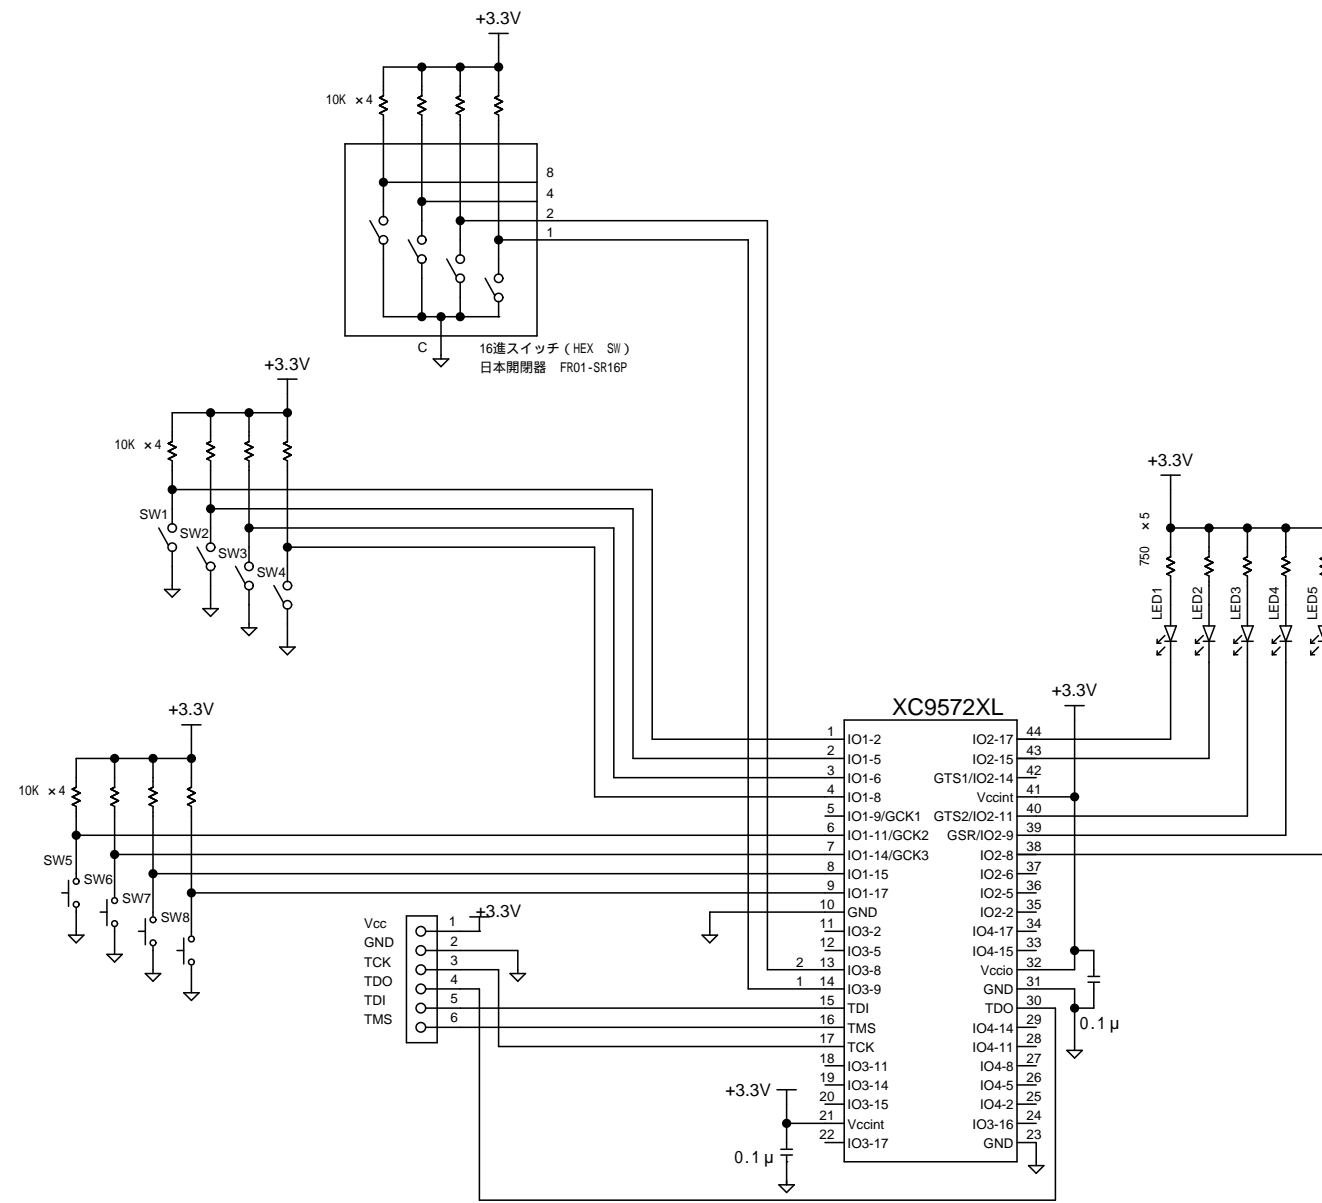 +3.3V
10K ×4
8
4
2
1
C
16進スイッチ(HEX SW)
日本開閉器 FR01-SR16P
+3.3V
10K ×4
SW1
SW2
SW3
SW4
+3.3V
750 ×5
LED1
LED2
LED3
LED4
LED5
+3.3V
10K ×4
SW5
SW6
SW7
SW8
+3.3V
XC9572XL
1 IO1-2 IO2-17 44
2 IO1-5 IO2-15 43
3 IO1-6 GTS1/IO2-14 42
4 IO1-8 Vccint 41
5 IO1-9/GCK1 GTS2/IO2-11 40
6 IO1-11/GCK2 GSR/IO2-9 39
7 IO1-14/GCK3 IO2-8 38
8 IO1-15 IO2-6 37
9 IO1-17 IO2-5 36
10 GND IO2-2 35
11 IO3-2 IO4-17 34
12 IO3-5 IO4-15 33
2 13 IO3-8 Vccio 32
1 14 IO3-9 GND 31
15 TDI TDO 30
16 TMS IO4-14 29
17 TCK IO4-11 28
18 IO3-11 IO4-8 27
19 IO3-14 IO4-5 26
20 IO3-15 IO4-2 25
21 Vccint IO3-16 24
22 IO3-17 GND 23
+3.3V
Vcc 1
GND 2
TCK 3
TDO 4
TDI 5
TMS 6
0.1μ
+3.3V
0.1μ